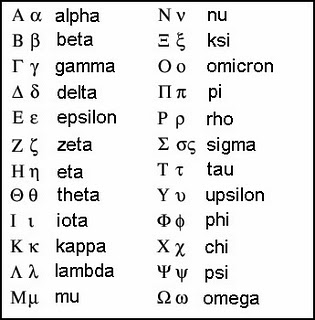 Α α alpha Ν ν nu
Β β beta Ξ ξ ksi
Γ γ gamma Ο ο omicron
Δ δ delta Π π pi
Ε ε epsilon Ρ ρ rho
Ζ ζ zeta Σ σς sigma
Η η eta Τ τ tau
Θ θ theta Υ υ upsilon
Ι ι iota Φ ϕ phi
Κ κ kappa Χ χ chi
Λ λ lambda Ψ ψ psi
Μμ mu Ω ω omega